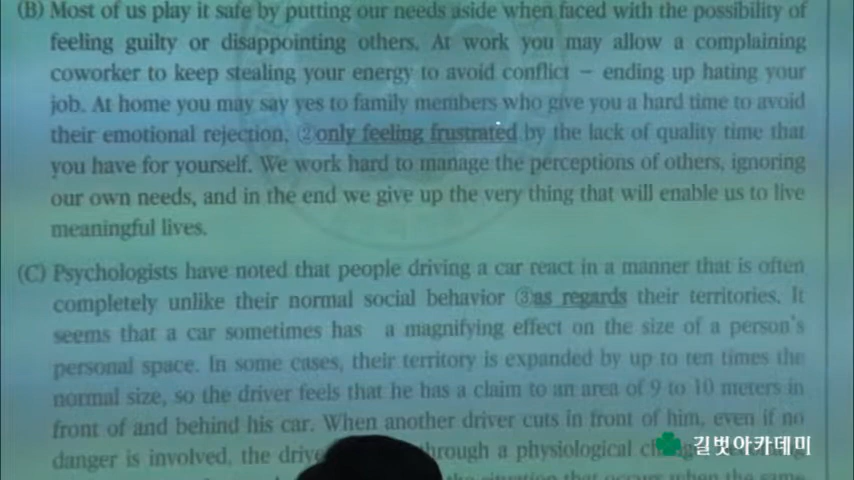 (B) Most of us play it safe by putting our needs aside when faced with the possibility of
feeling guilty or disappointing others. At work you may allow a complaining
coworker to keep stealing your energy to avoid conflict – ending up hating your
job. At home you may say yes to family members who give you a hard time to avoid
their emotional rejection, ②only feeling frustrated by the lack of quality time that
you have for yourself. We work hard to manage the perceptions of others, ignoring
our own needs, and in the end we give up the very thing that will enable us to live
meaningful lives.
(C) Psychologists have noted that people driving a car react in a manner that is often
completely unlike their normal social behavior ③as regards their territories. It
seems that a car sometimes has a magnifying effect on the size of a person's
personal space. In some cases, their territory is expanded by up to ten times the
normal size, so the driver feels that he has a claim to an area of 9 to 10 meters in
front of and behind his car. When another driver cuts in front of him, even if no
danger is involved, the through a physiological
길벗아카데미
the situation that occurs when the same